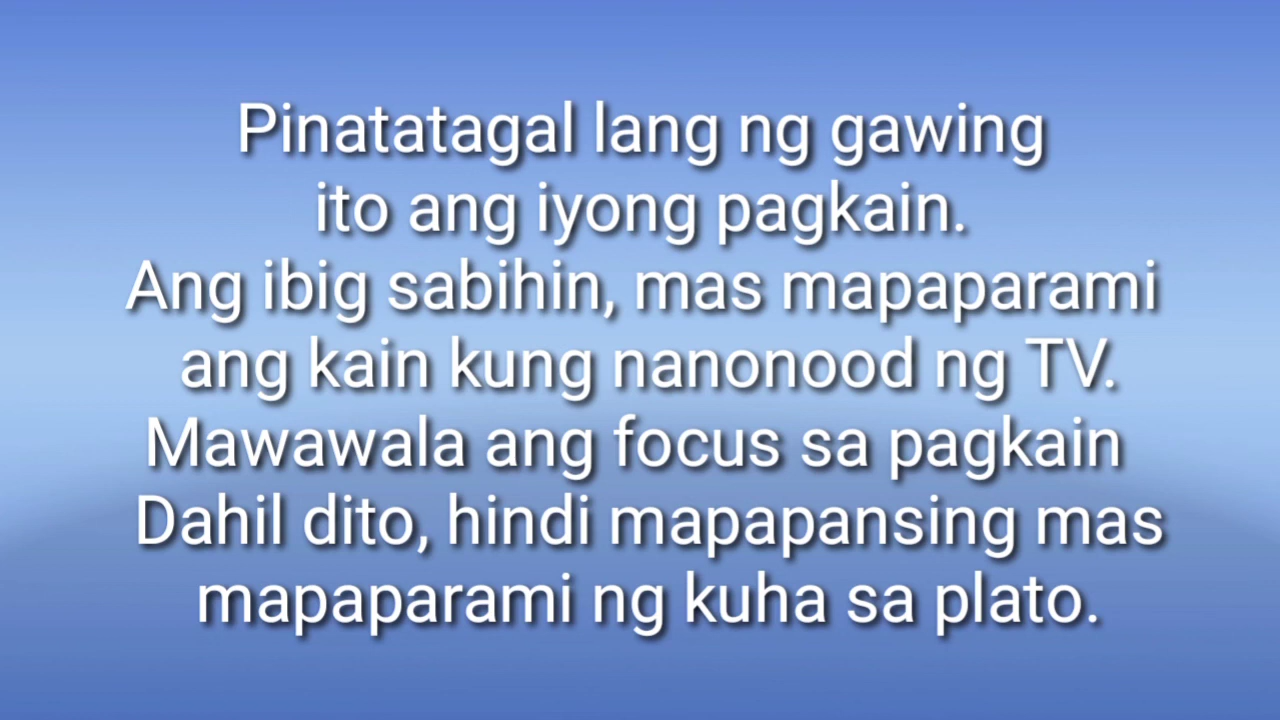 Pinatatagal lang ng gawing
ito ang iyong pagkain.
Ang ibig sabihin, mas mapaparami
ang kain kung nanonood ng TV.
Mawawala ang focus sa pagkain
Dahil dito, hindi mapapansing mas
mapaparami ng kuha sa plato.